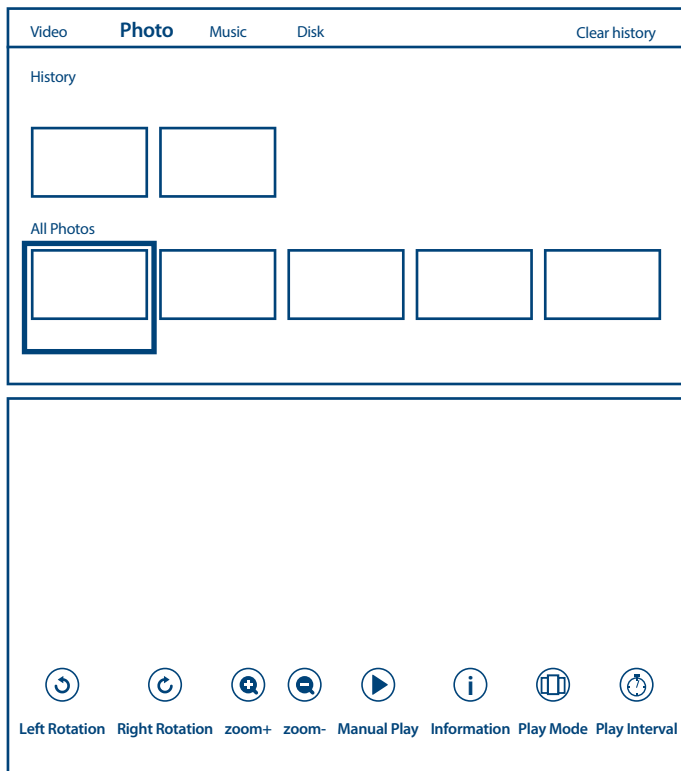 Video Photo Music Disk Clear history
History
All Photos
Left Rotation Right Rotation zoom+ zoom- Manual Play Information Play Mode Play Interval